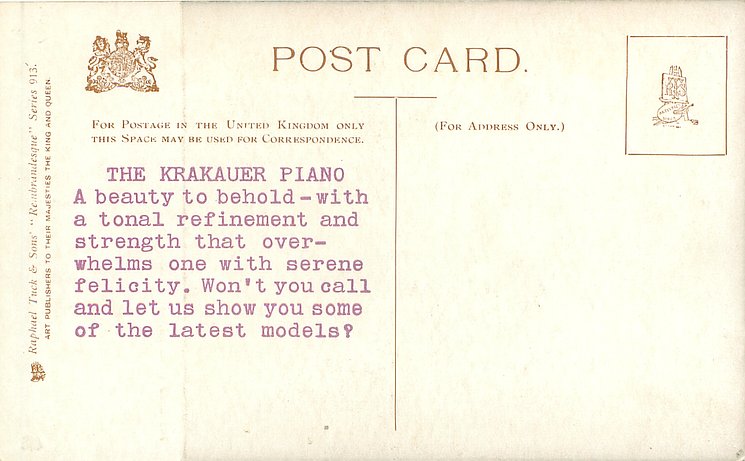 POST CARD.
FOR POSTAGE IN THE UNITED KINGDOM ONLY
THIS SPACE MAY BE USED FOR CORRESPONDENCE.
(FOR ADDRESS ONLY.)
THE KRAKAUER PIANO
A beauty to behold—with
a tonal refinement and
strength that over-
whelms one with serene
felicity. Won't you call
and let us show you some
of the latest models?
Raphael Tuck & Sons' "Rembrandtesque" Series 913.
ART PUBLISHERS TO THEIR MAJESTIES THE KING AND QUEEN.